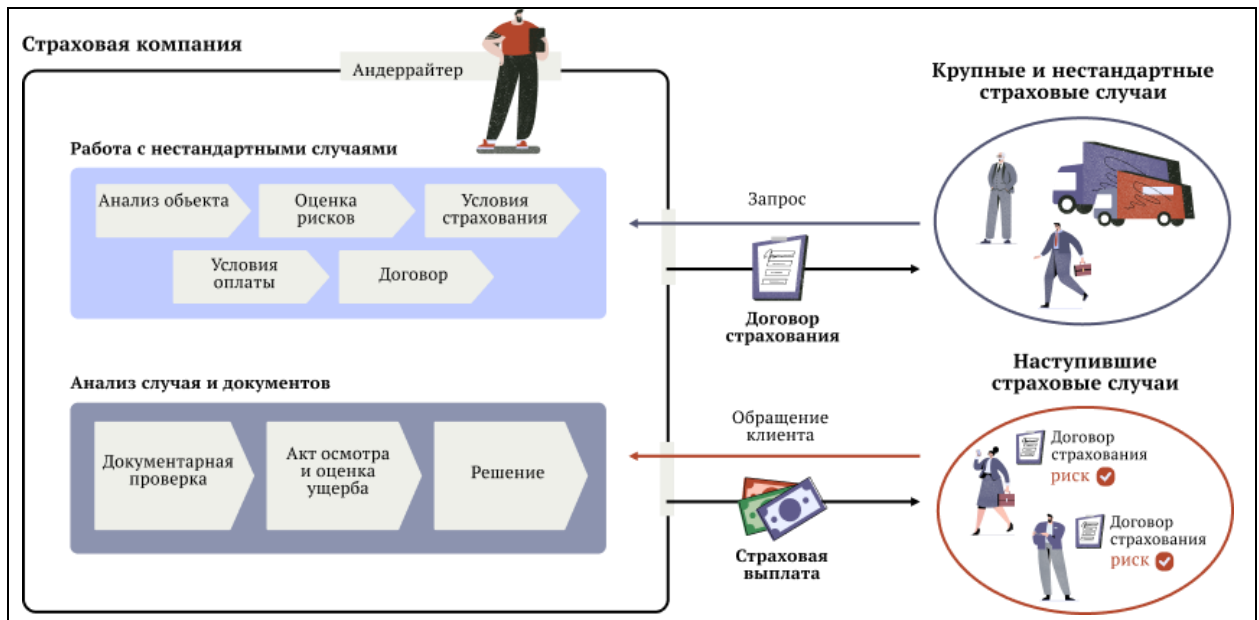 Страховая компания
Андеррайтер
Работа с нестандартными случаями
Анализ обьекта
Оценка
рисков
Условия
страхования
Условия
оплаты
Договор
Запрос
Договор
страхования
Крупные и нестандартные
страховые случаи
Анализ случая и документов
Документарная
проверка
Акт осмотра
и оценка
ущерба
Решение
Обращение
клиента
Страховая
выплата
Наступившие
страховые случаи
Договор
страхования
риск
Договор
страхования
риск